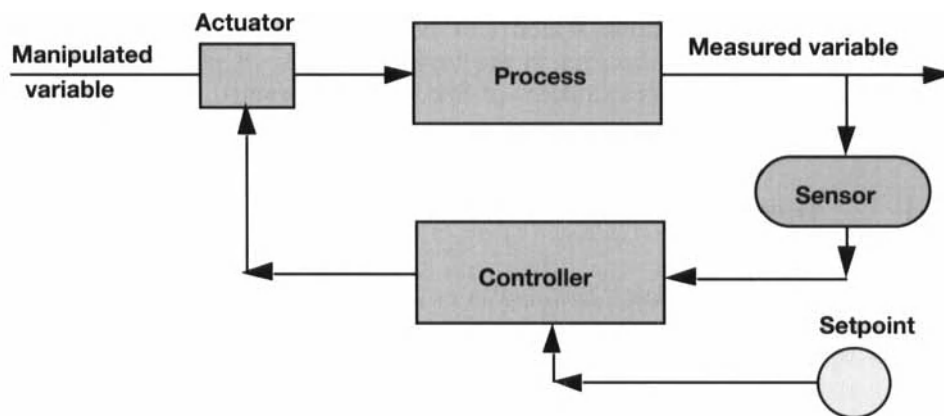 Actuator
Manipulated
variable
Process
Measured variable
Sensor
Controller
Setpoint